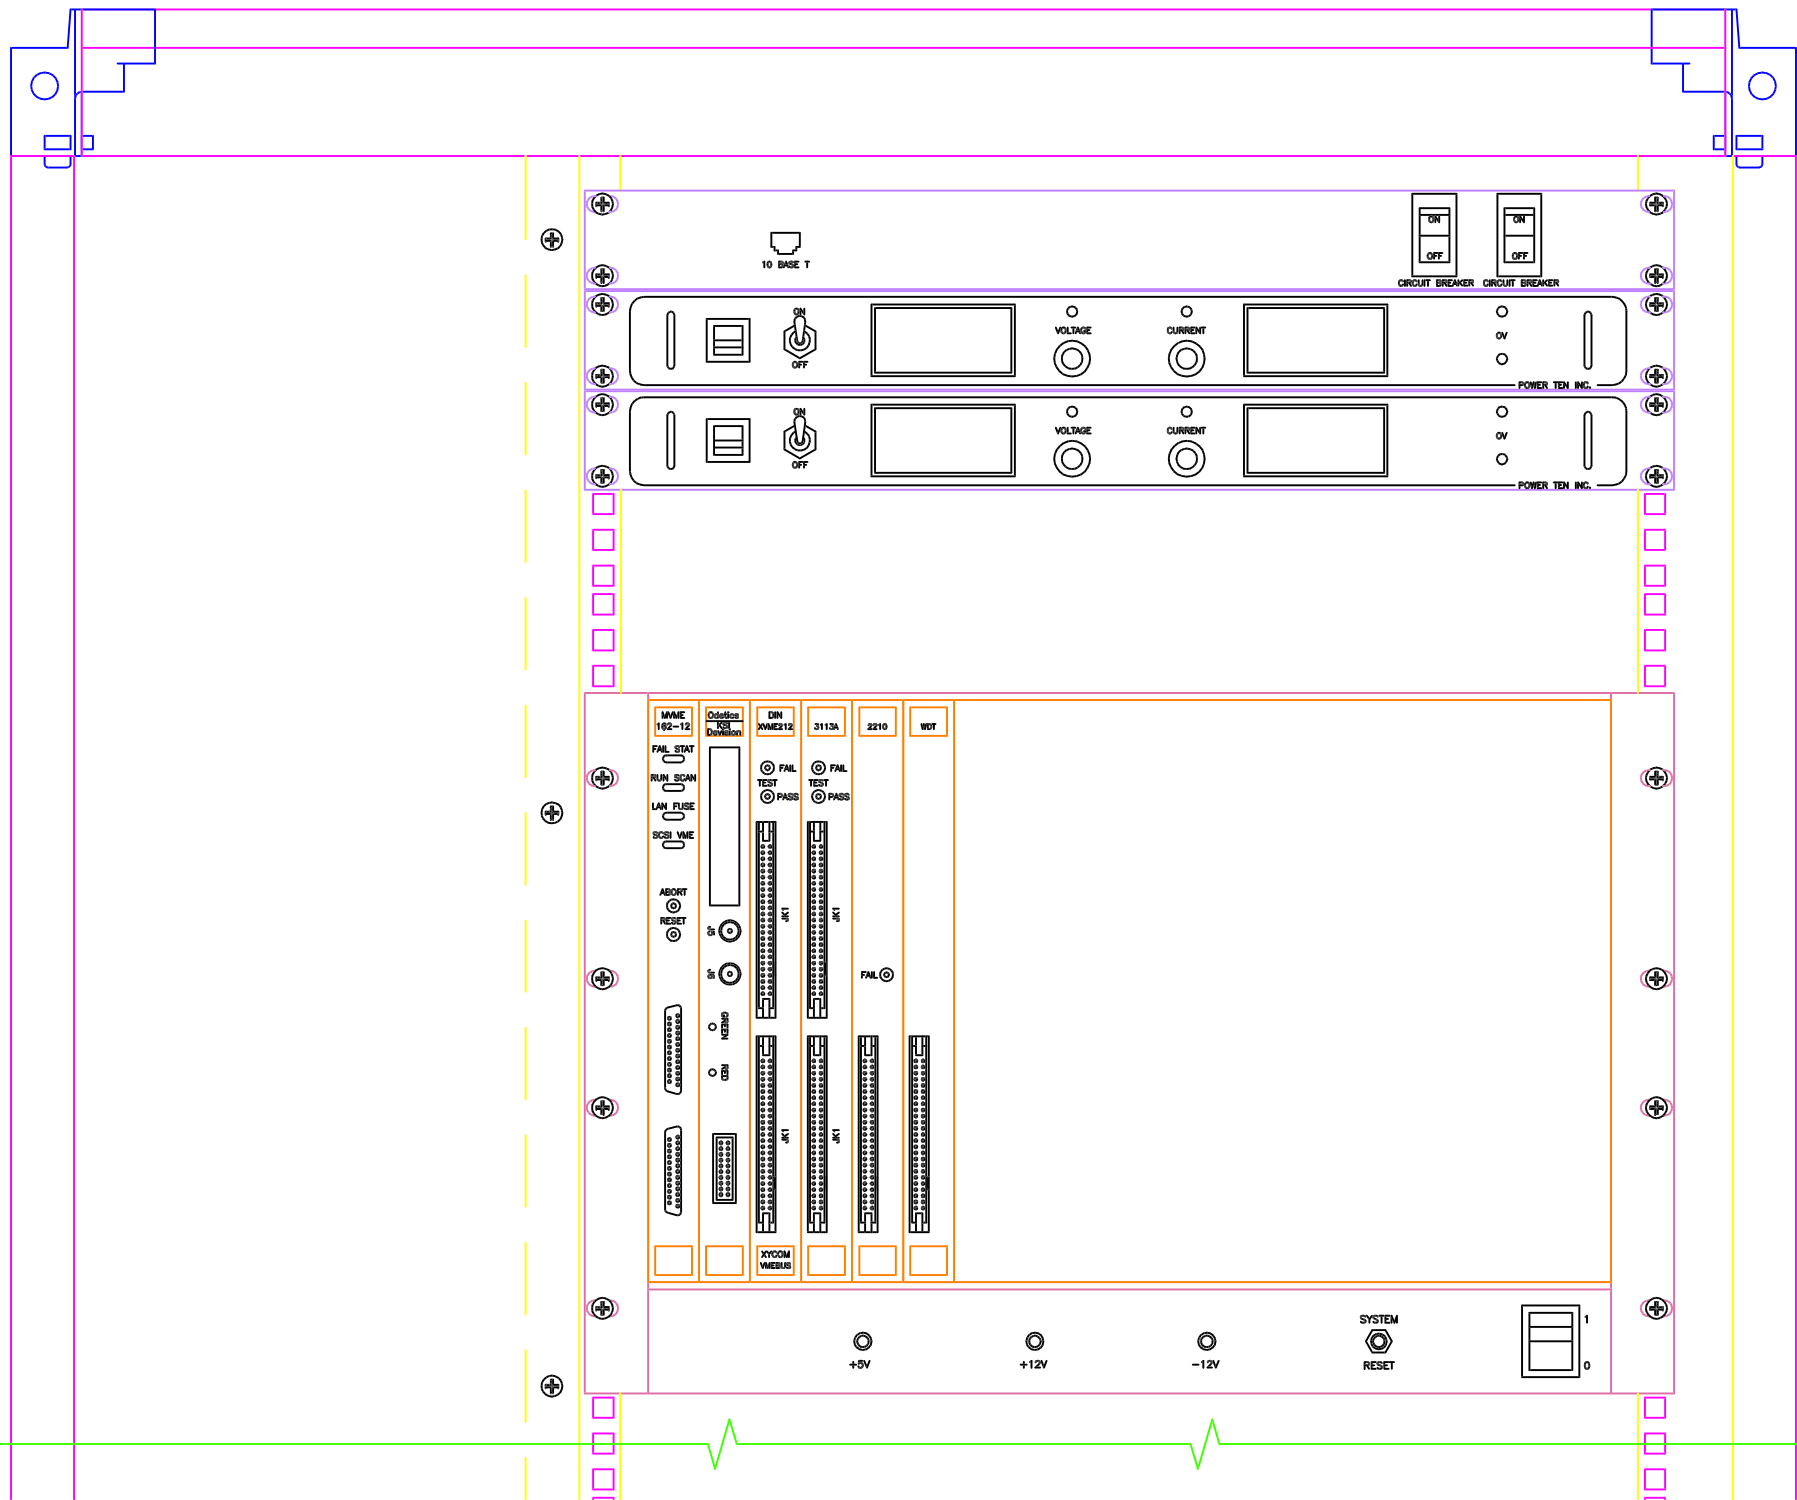 ON
ON
OFF
OFF
10 BASE T
CIRCUIT BREAKER
CIRCUIT BREAKER
ON
OFF
VOLTAGE
CURRENT
OV
POWER TEN INC.
ON
OFF
VOLTAGE
CURRENT
OV
POWER TEN INC.
MVME
162-12
Odetics
KSI
Davision
DIN
XVME212
3113A
2210
WDT
FAIL STAT
RUN SCAN
LAN FUSE
SCSI VME
ABORT
RESET
J5
J6
GREEN
RED
FAIL
TEST
PASS
JK1
JK1
XYCOM
VMEBUS
FAIL
TEST
PASS
JK1
JK1
FAIL
+5V
+12V
-12V
SYSTEM
RESET
1
0